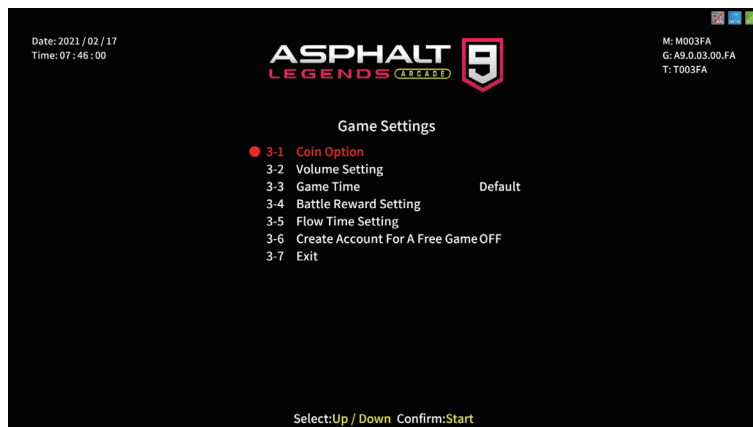 Date: 2021 / 02 / 17
Time: 07 : 46 : 00
ASPHALT 9
LEGENDS ARCADE
M: M003FA
G: A9.0.03.00.FA
T: T003FA
Game Settings
3-1 Coin Option
3-2 Volume Setting
3-3 Game Time Default
3-4 Battle Reward Setting
3-5 Flow Time Setting
3-6 Create Account For A Free Game OFF
3-7 Exit
Select:Up / Down Confirm:Start